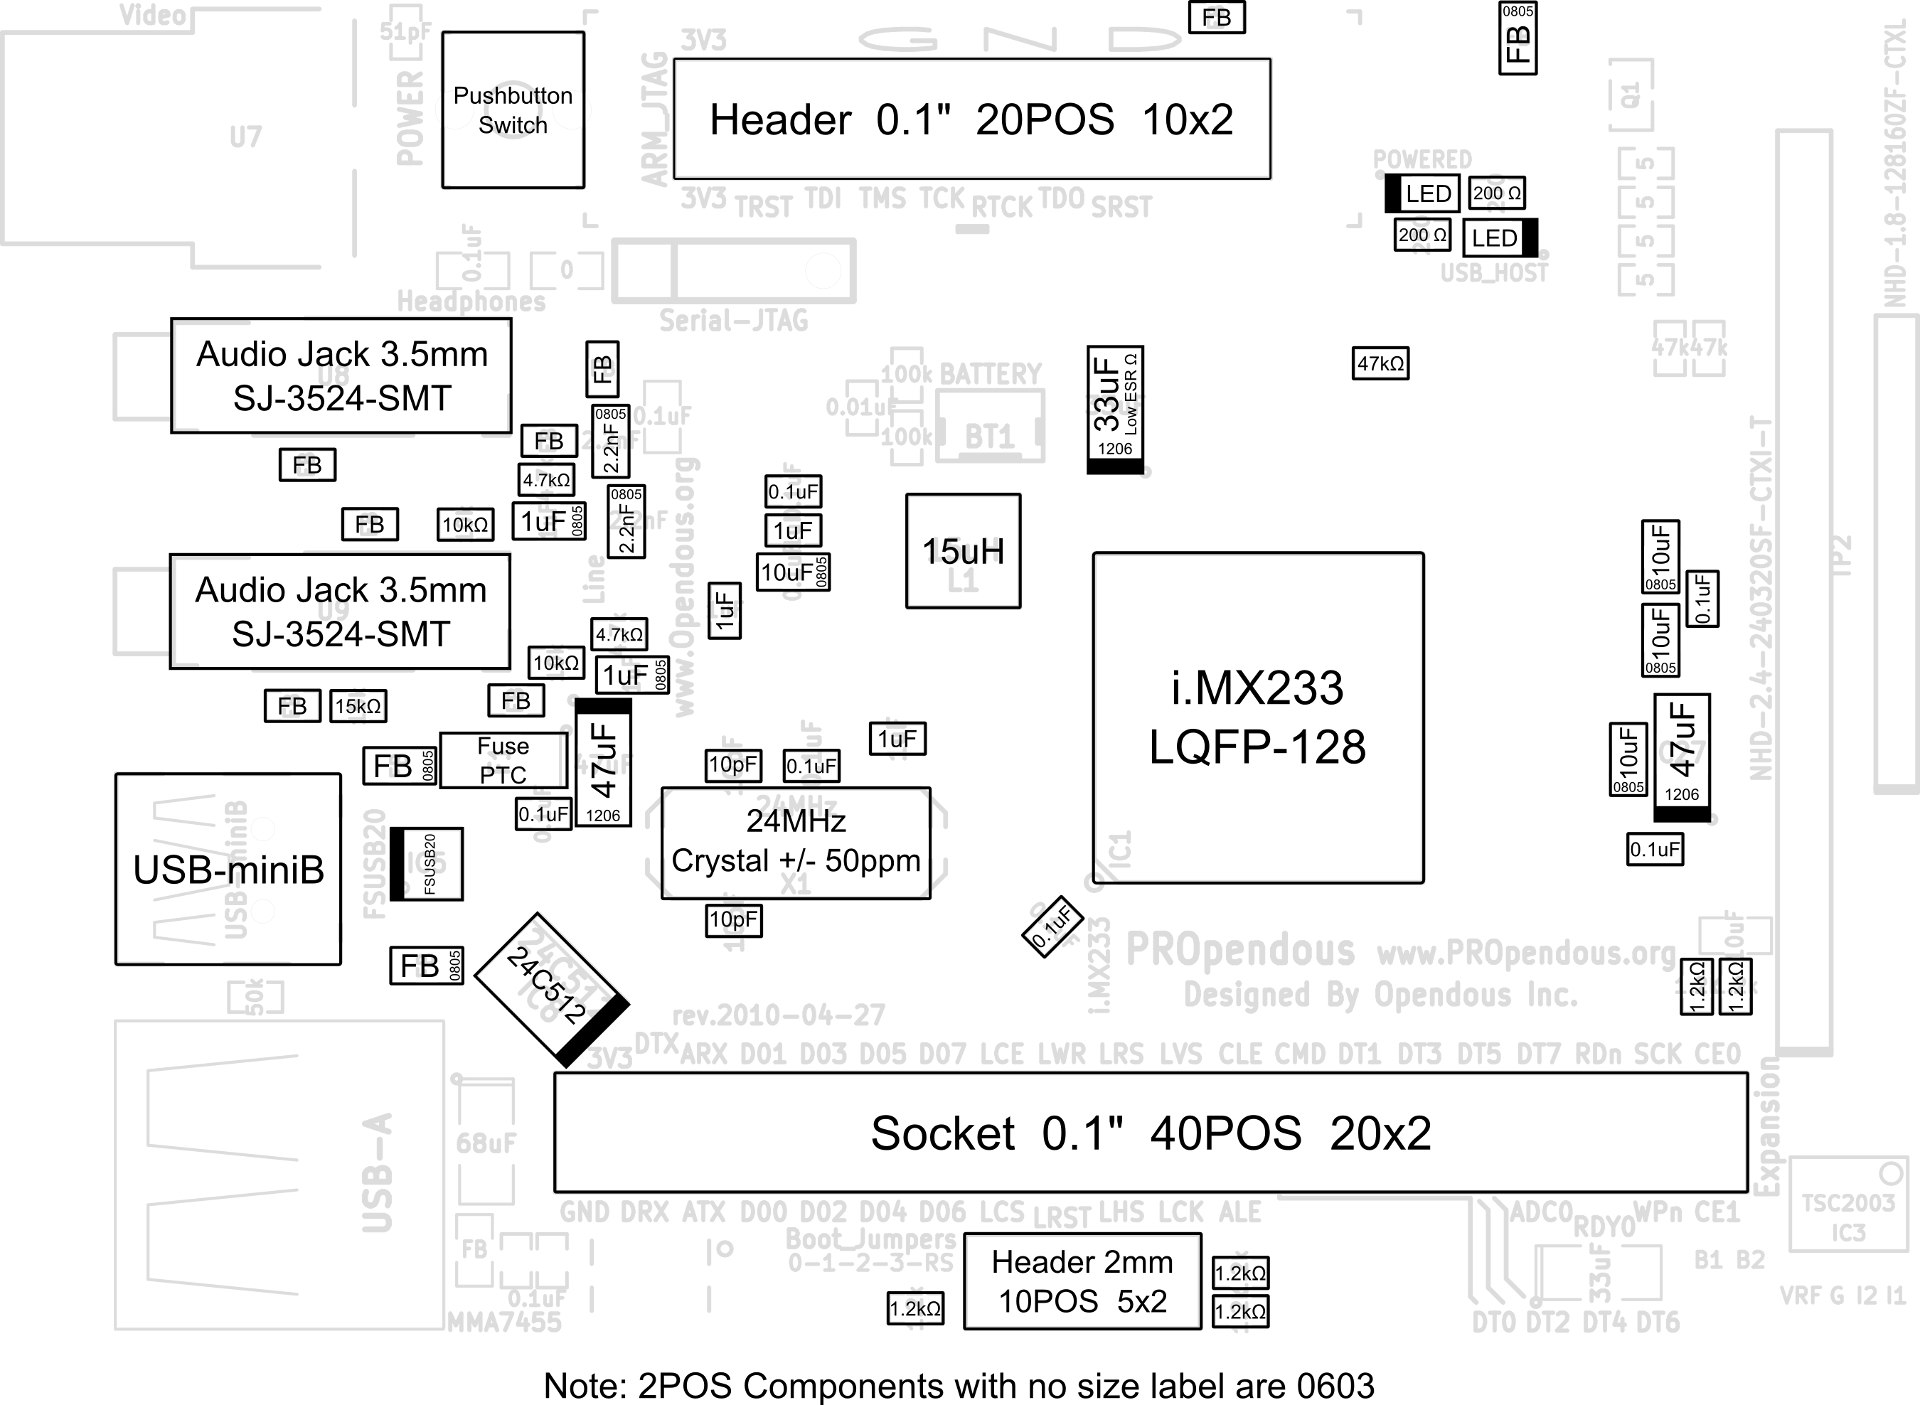 Video
51pF
FB
0805
FB
3V3
GND
NHD-1.8-128160ZF-CTXL
U7
POWER
Pushbutton
Switch
ARM_JTAG
Header 0.1" 20POS 10x2
Q1
POWERED
5
LED
200 Ω
5
3V3 TRST TDI TMS TCK RTCK TDO SRST
200 Ω
LED
5
USB_HOST
5
0.1uF
0
Headphones
Serial-JTAG
Audio Jack 3.5mm
SJ-3524-SMT
U8
FB
100k
BATTERY
33uF
Low ESR Ω
1206
47kΩ
47k
47k
0.1uF
0.01uF
100k
BT1
FB
FB
0805
2.2nF
2.2nF
4.7kΩ
FB
10kΩ
1uF
0805
0805
2.2nF
www.Opendous.org
0.1uF
1uF
10uF
0805
15uH
L1
10uF
0805
0.1uF
NHD-2.4-240320SF-CTXI-T
TP2
Audio Jack 3.5mm
SJ-3524-SMT
U9
Line
1uF
4.7kΩ
10kΩ
1uF
0805
10uF
0805
i.MX233
LQFP-128
FB
15kΩ
FB
47uF
1206
1uF
10uF
0805
47uF
1206
FB
0805
Fuse
PTC
10pF
0.1uF
0.1uF
24MHz
24MHz
Crystal +/- 50ppm
X1
0.1uF
IC1
USB-miniB
USB-miniB
FSUSB20
FSUSB20
10pF
0.1uF
i.MX233
PROpendous www.PROpendous.org
Designed By Opendous Inc.
FB
0805
24C512
50k
1.2kΩ
1.2kΩ
rev.2010-04-27
3V3 DTX ARX D01 D03 D05 D07 LCE LWR LRS LVS CLE CMD DT1 DT3 DT5 DT7 RDn SCK CE0
Expansion
USB-A
68uF
Socket 0.1" 40POS 20x2
TSC2003
IC3
GND DRX ATX D00 D02 D04 D06 LCS LRST LHS LCK ALE ADC0 RDY0 WPn CE1
FB
Boot_Jumpers
0-1-2-3-RS
Header 2mm
10POS 5x2
1.2kΩ
33uF
B1 B2
0.1uF
MMA7455
1.2kΩ
1.2kΩ
VRF G I2 I1
DT0 DT2 DT4 DT6
Note: 2POS Components with no size label are 0603